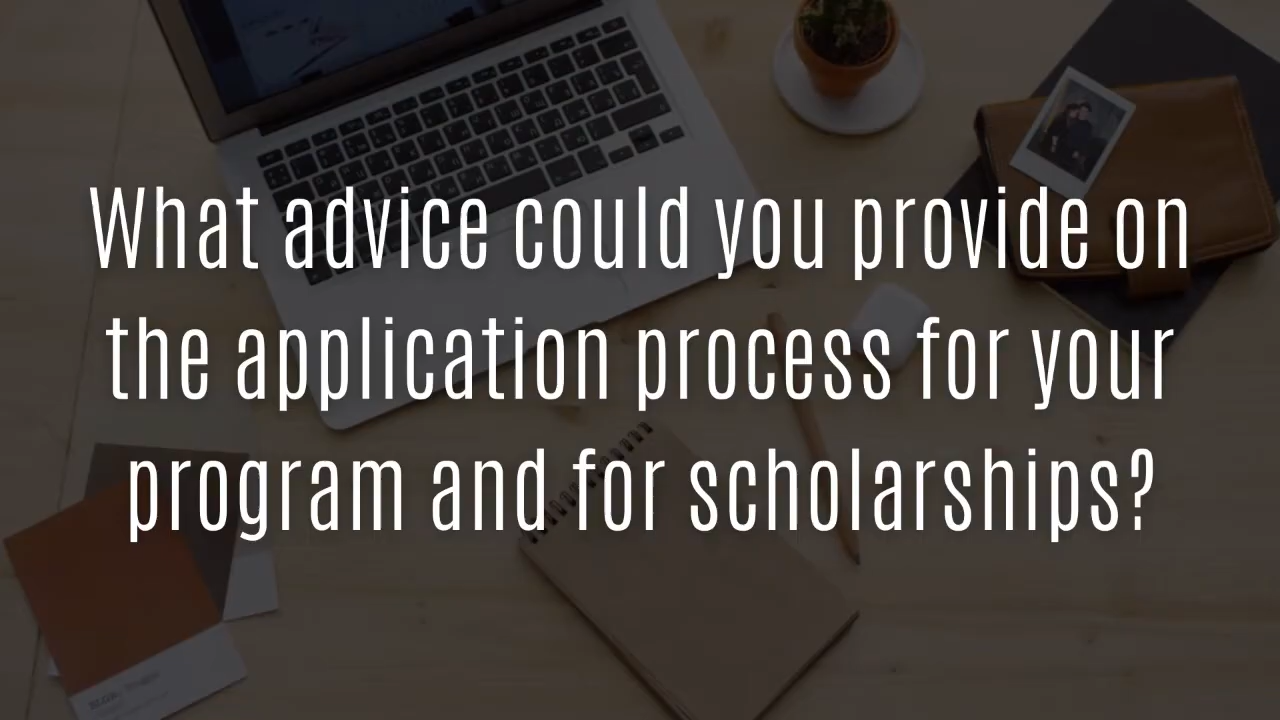 What advice could you provide on
the application process for your
program and for scholarships?